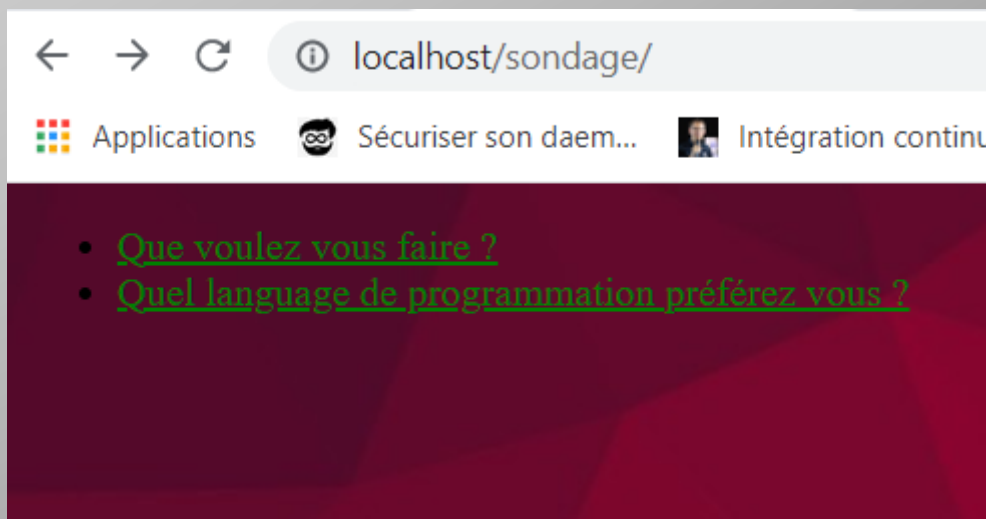 localhost/sondage/
Applications Sécuriser son daem... Intégration continu
Que voulez vous faire ?
Quel language de programmation préférez vous ?